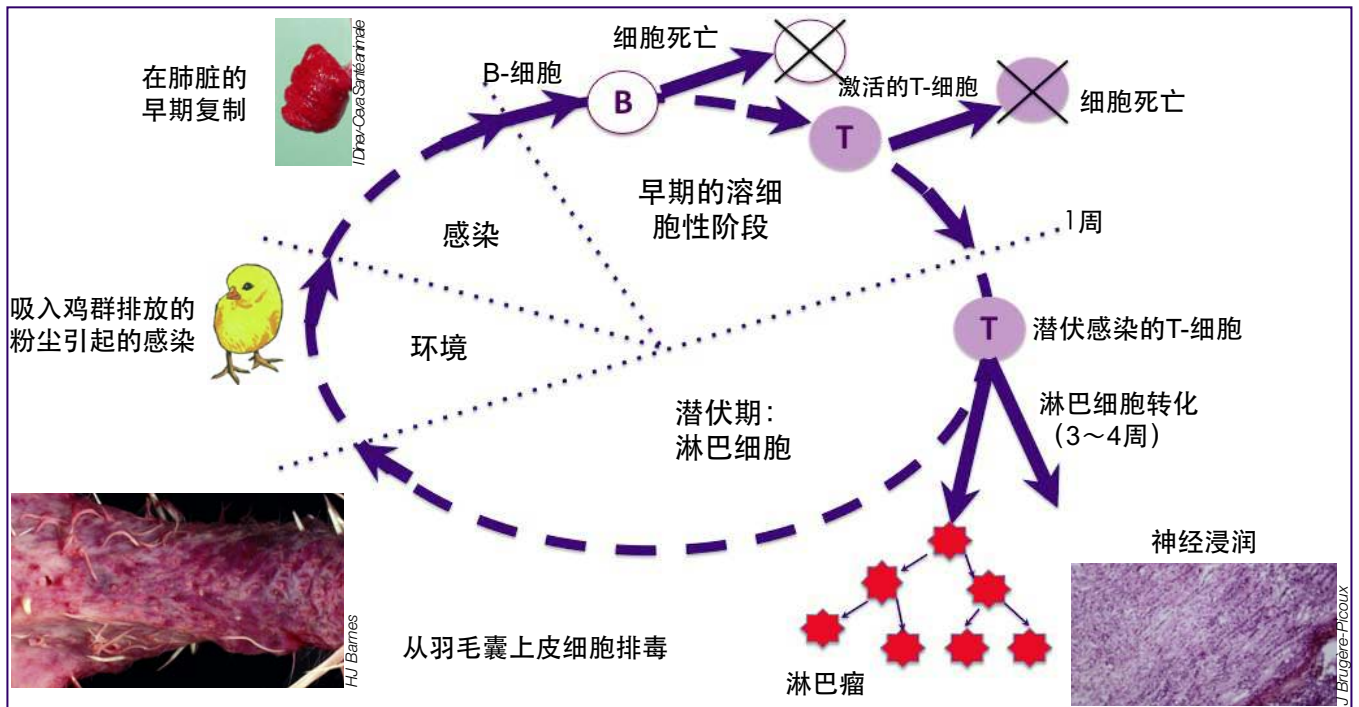 在肺脏的
早期复制
I Dinev-Ceva Santé animale
B-细胞
细胞死亡
B
激活的T-细胞
T
细胞死亡
早期的溶细
胞性阶段
感染
1周
吸入鸡群排放的
粉尘引起的感染
环境
T
潜伏感染的T-细胞
潜伏期：
淋巴细胞
淋巴细胞转化
（3～4周）
HJ Barnes
从羽毛囊上皮细胞排毒
淋巴瘤
神经浸润
J Brugère-Picoux